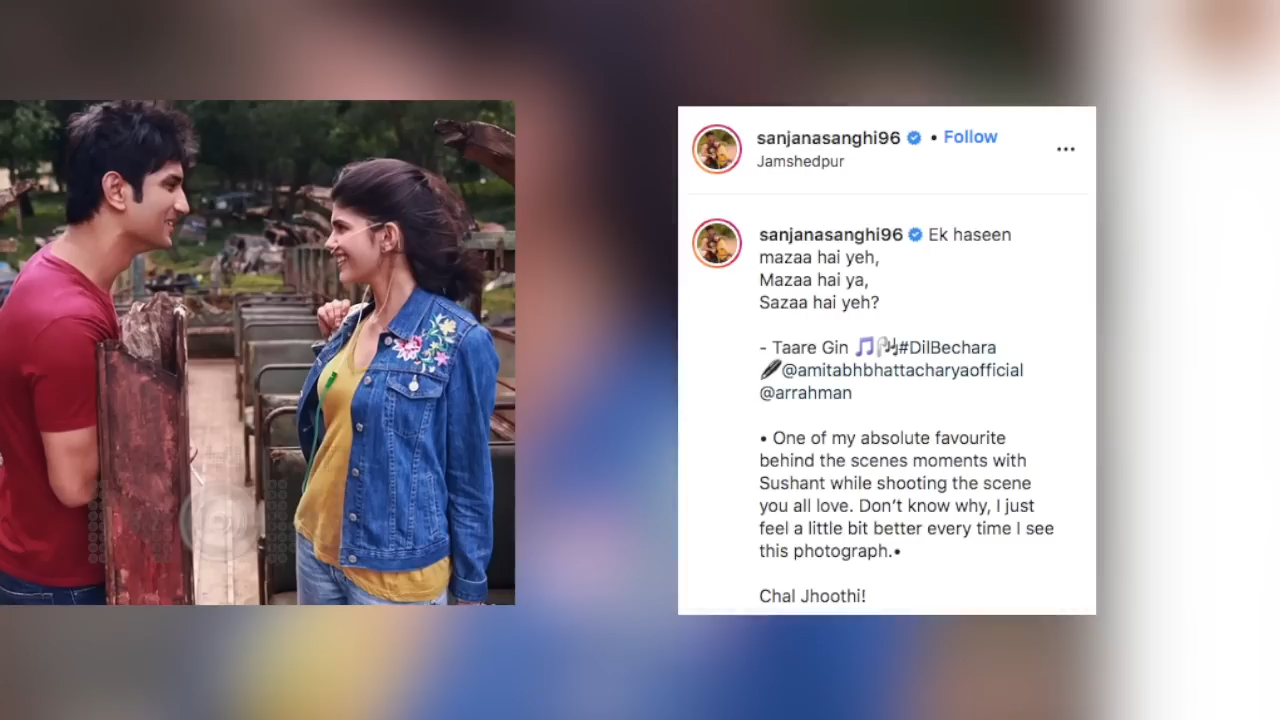 sanjanasanghi96 • Follow
Jamshedpur
sanjanasanghi96 Ek haseen
mazaa hai yeh,
Mazaa hai ya,
Sazaa hai yeh?
- Taare Gin 🎵🎶#DilBechara
🪶@amitabhbhattacharyaofficial
@arrahman
• One of my absolute favourite
behind the scenes moments with
Sushant while shooting the scene
you all love. Don’t know why, I just
feel a little bit better every time I see
this photograph.•
Chal Jhoothi!